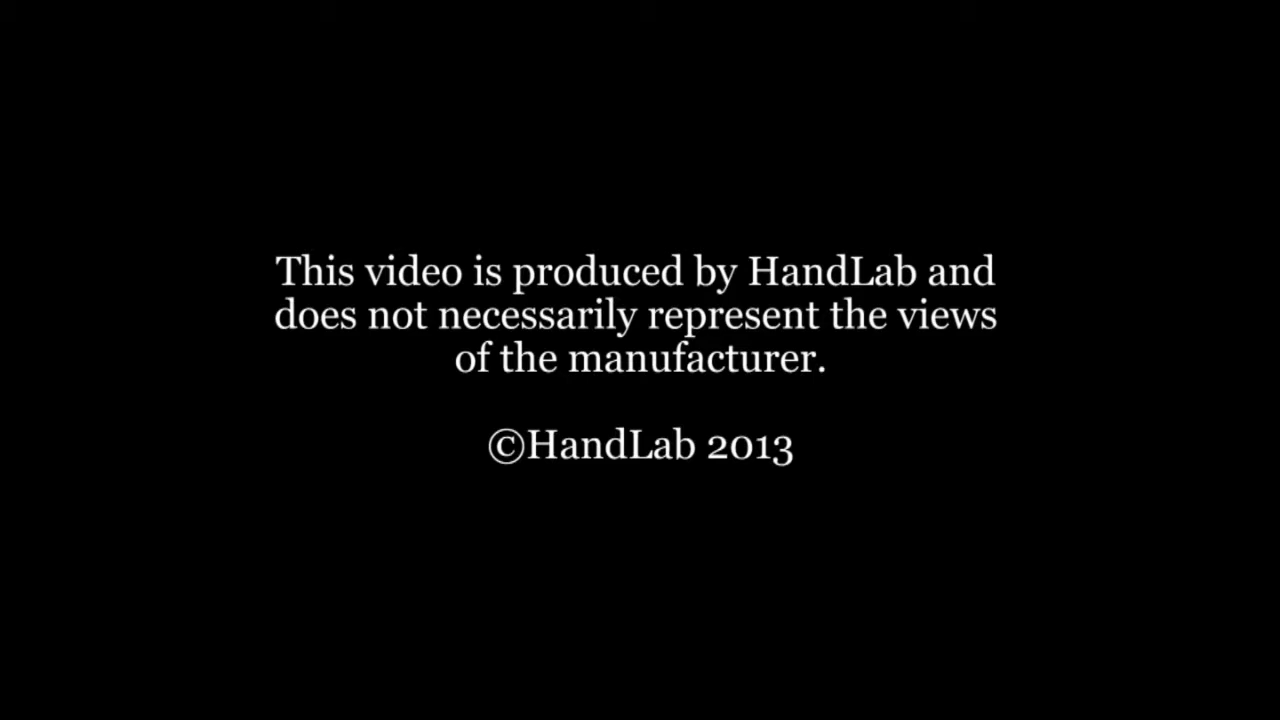 This video is produced by HandLab and
does not necessarily represent the views
of the manufacturer.
©HandLab 2013